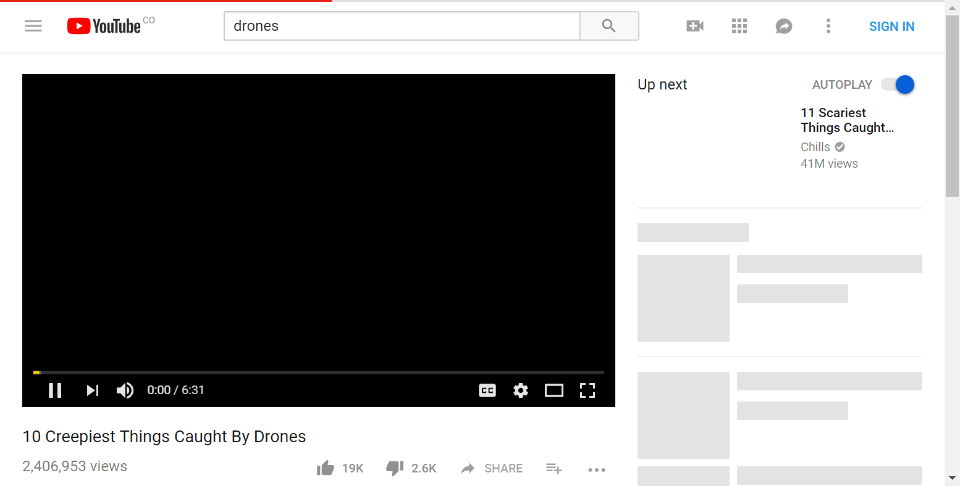 YouTube CO
drones
SIGN IN
Up next
AUTOPLAY
11 Scariest
Things Caught...
Chills
41M views
CC
0:00 / 6:31
10 Creepiest Things Caught By Drones
2,406,953 views
19K
2.6K
SHARE